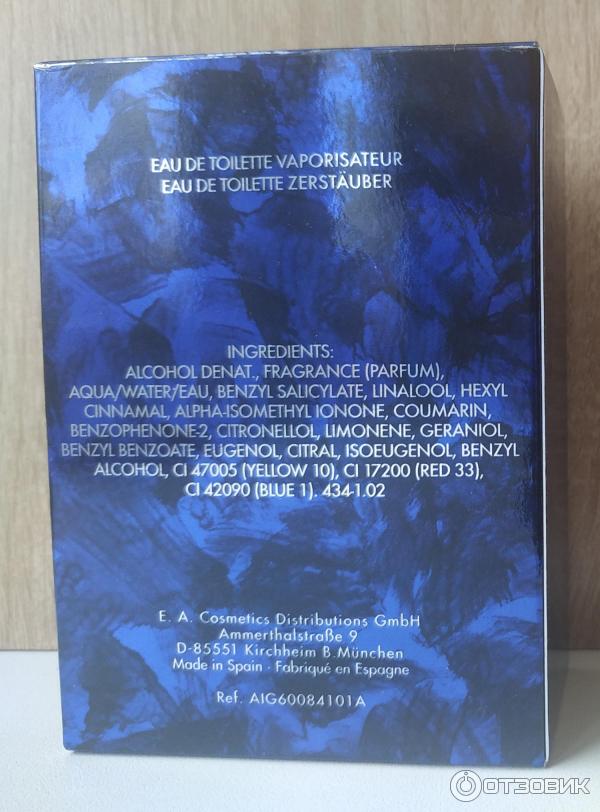 EAU DE TOILETTE VAPORISATEUR
EAU DE TOILETTE ZERSTÄUBER
INGREDIENTS:
ALCOHOL DENAT., FRAGRANCE (PARFUM),
AQUA/WATER/EAU, BENZYL SALICYLATE, LINALOOL, HEXYL
CINNAMAL, ALPHA-ISOMETHYL IONONE, COUMARIN,
BENZOPHENONE-2, CITRONELLOL, LIMONENE, GERANIOL,
BENZYL BENZOATE, EUGENOL, CITRAL, ISOEUGENOL, BENZYL
ALCOHOL, CI 47005 (YELLOW 10), CI 17200 (RED 33),
CI 42090 (BLUE 1). 434-1.02
E. A. Cosmetics Distributions GmbH
Ammerthalstraße 9
D-85551 Kirchheim B.München
Made in Spain · Fabriqué en Espagne
Ref. AIG60084101A
ОТЗОВИК